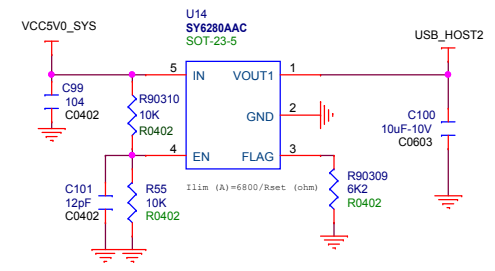 U14
SY6280AAC
SOT-23-5
VCC5V0_SYS
USB_HOST2
5
IN
VOUT1
1
C99
104
C0402
R90310
10K
R0402
GND
2
C100
10uF-10V
C0603
4
EN
FLAG
3
C101
12pF
C0402
R55
10K
R0402
Ilim (A)=6800/Rset (ohm)
R90309
6K2
R0402